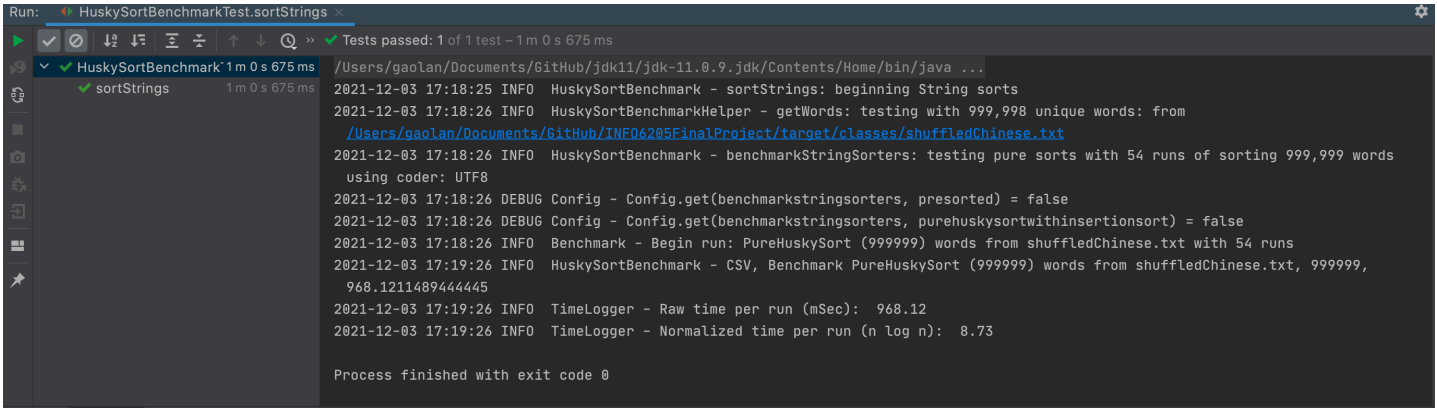 Run: HuskySortBenchmarkTest.sortStrings ×
Tests passed: 1 of 1 test – 1 m 0 s 675 ms
HuskySortBenchmark 1 m 0 s 675 ms
sortStrings 1 m 0 s 675 ms
/Users/gaolan/Documents/GitHub/jdk11/jdk-11.0.9.jdk/Contents/Home/bin/java ...
2021-12-03 17:18:25 INFO  HuskySortBenchmark - sortStrings: beginning String sorts
2021-12-03 17:18:26 INFO  HuskySortBenchmarkHelper - getWords: testing with 999,998 unique words: from
/Users/gaolan/Documents/GitHub/INFO6205FinalProject/target/classes/shuffledChinese.txt
2021-12-03 17:18:26 INFO  HuskySortBenchmark - benchmarkStringSorters: testing pure sorts with 54 runs of sorting 999,999 words
using coder: UTF8
2021-12-03 17:18:26 DEBUG Config - Config.get(benchmarkstringsorters, presorted) = false
2021-12-03 17:18:26 DEBUG Config - Config.get(benchmarkstringsorters, purehuskysortwithinsertionsort) = false
2021-12-03 17:18:26 INFO  Benchmark - Begin run: PureHuskySort (999999) words from shuffledChinese.txt with 54 runs
2021-12-03 17:19:26 INFO  HuskySortBenchmark - CSV, Benchmark PureHuskySort (999999) words from shuffledChinese.txt, 999999,
968.1211489444445
2021-12-03 17:19:26 INFO  TimeLogger - Raw time per run (mSec):  968.12
2021-12-03 17:19:26 INFO  TimeLogger - Normalized time per run (n log n):  8.73
Process finished with exit code 0